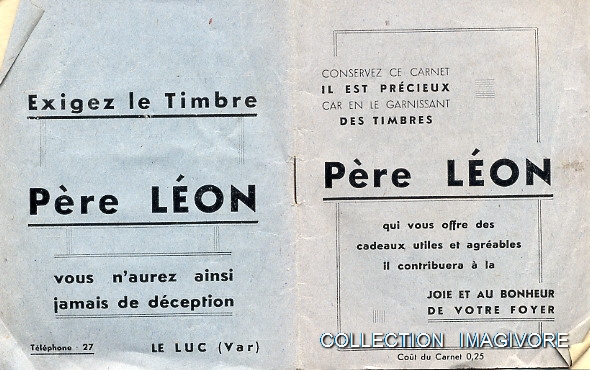 Exigez le Timbre
Père LÉON
vous n'aurez ainsi
jamais de déception
Téléphone - 27
LE LUC (Var)
CONSERVEZ CE CARNET
IL EST PRÉCIEUX
CAR EN LE GARNISSANT
DES TIMBRES
Père LÉON
qui vous offre des
cadeaux utiles et agréables
il contribuera à la
JOIE ET AU BONHEUR
DE VOTRE FOYER
COLLECTION IMAGIVORE
Coût du Carnet 0,25